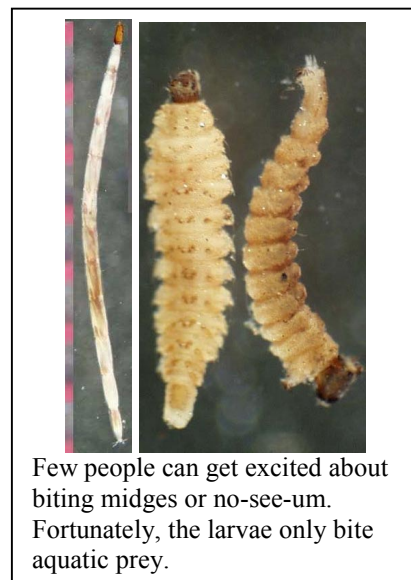 Few people can get excited about
biting midges or no-see-um.
Fortunately, the larvae only bite
aquatic prey.